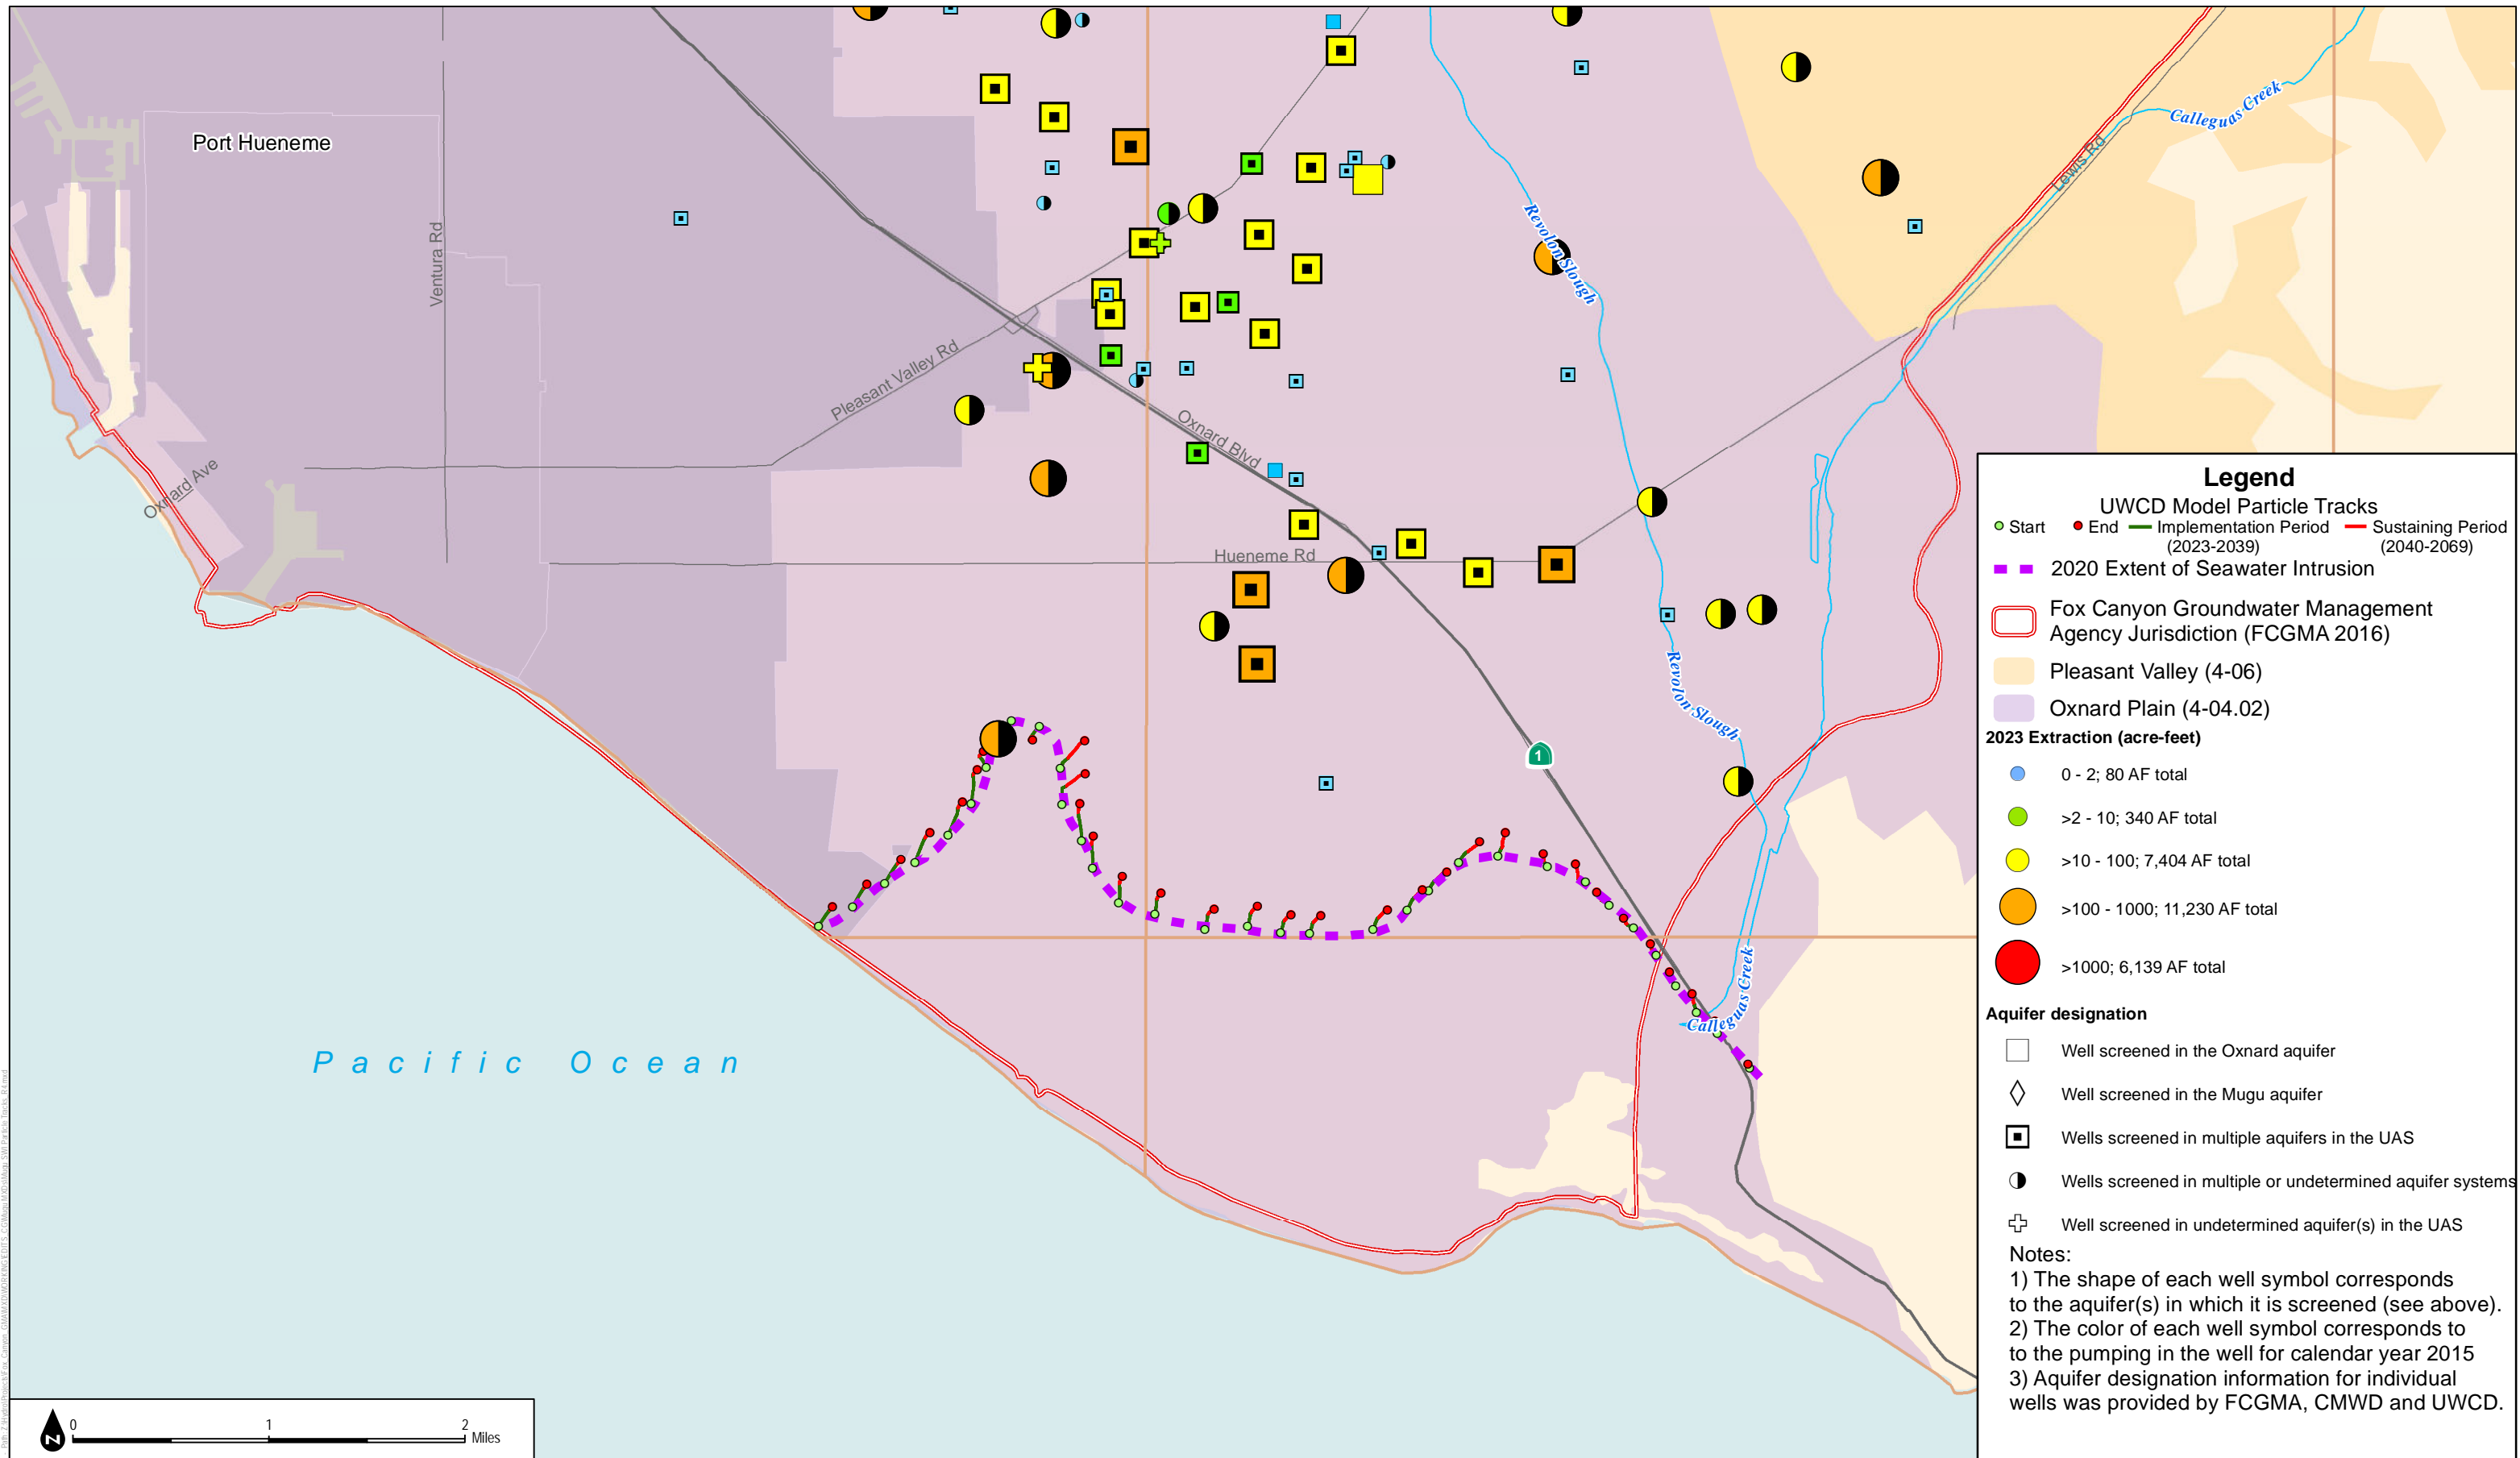 Port Hueneme
Ventura Rd
Oxnard Ave
Pleasant Valley Rd
Oxnard Blvd
Hueneme Rd
Revolon Slough
Revolon Slough
Calleguas Creek
Lewis Rd
1
Calleguas Creek
Pacific Ocean
0 1 2
Miles
N
Legend
UWCD Model Particle Tracks
Start End Implementation Period Sustaining Period
(2023-2039) (2040-2069)
2020 Extent of Seawater Intrusion
Fox Canyon Groundwater Management
Agency Jurisdiction (FCGMA 2016)
Pleasant Valley (4-06)
Oxnard Plain (4-04.02)
2023 Extraction (acre-feet)
0 - 2; 80 AF total
>2 - 10; 340 AF total
>10 - 100; 7,404 AF total
>100 - 1000; 11,230 AF total
>1000; 6,139 AF total
Aquifer designation
Well screened in the Oxnard aquifer
Well screened in the Mugu aquifer
Wells screened in multiple aquifers in the UAS
Wells screened in multiple or undetermined aquifer systems
Well screened in undetermined aquifer(s) in the UAS
Notes:
1) The shape of each well symbol corresponds
to the aquifer(s) in which it is screened (see above).
2) The color of each well symbol corresponds to
to the pumping in the well for calendar year 2015
3) Aquifer designation information for individual
wells was provided by FCGMA, CMWD and UWCD.